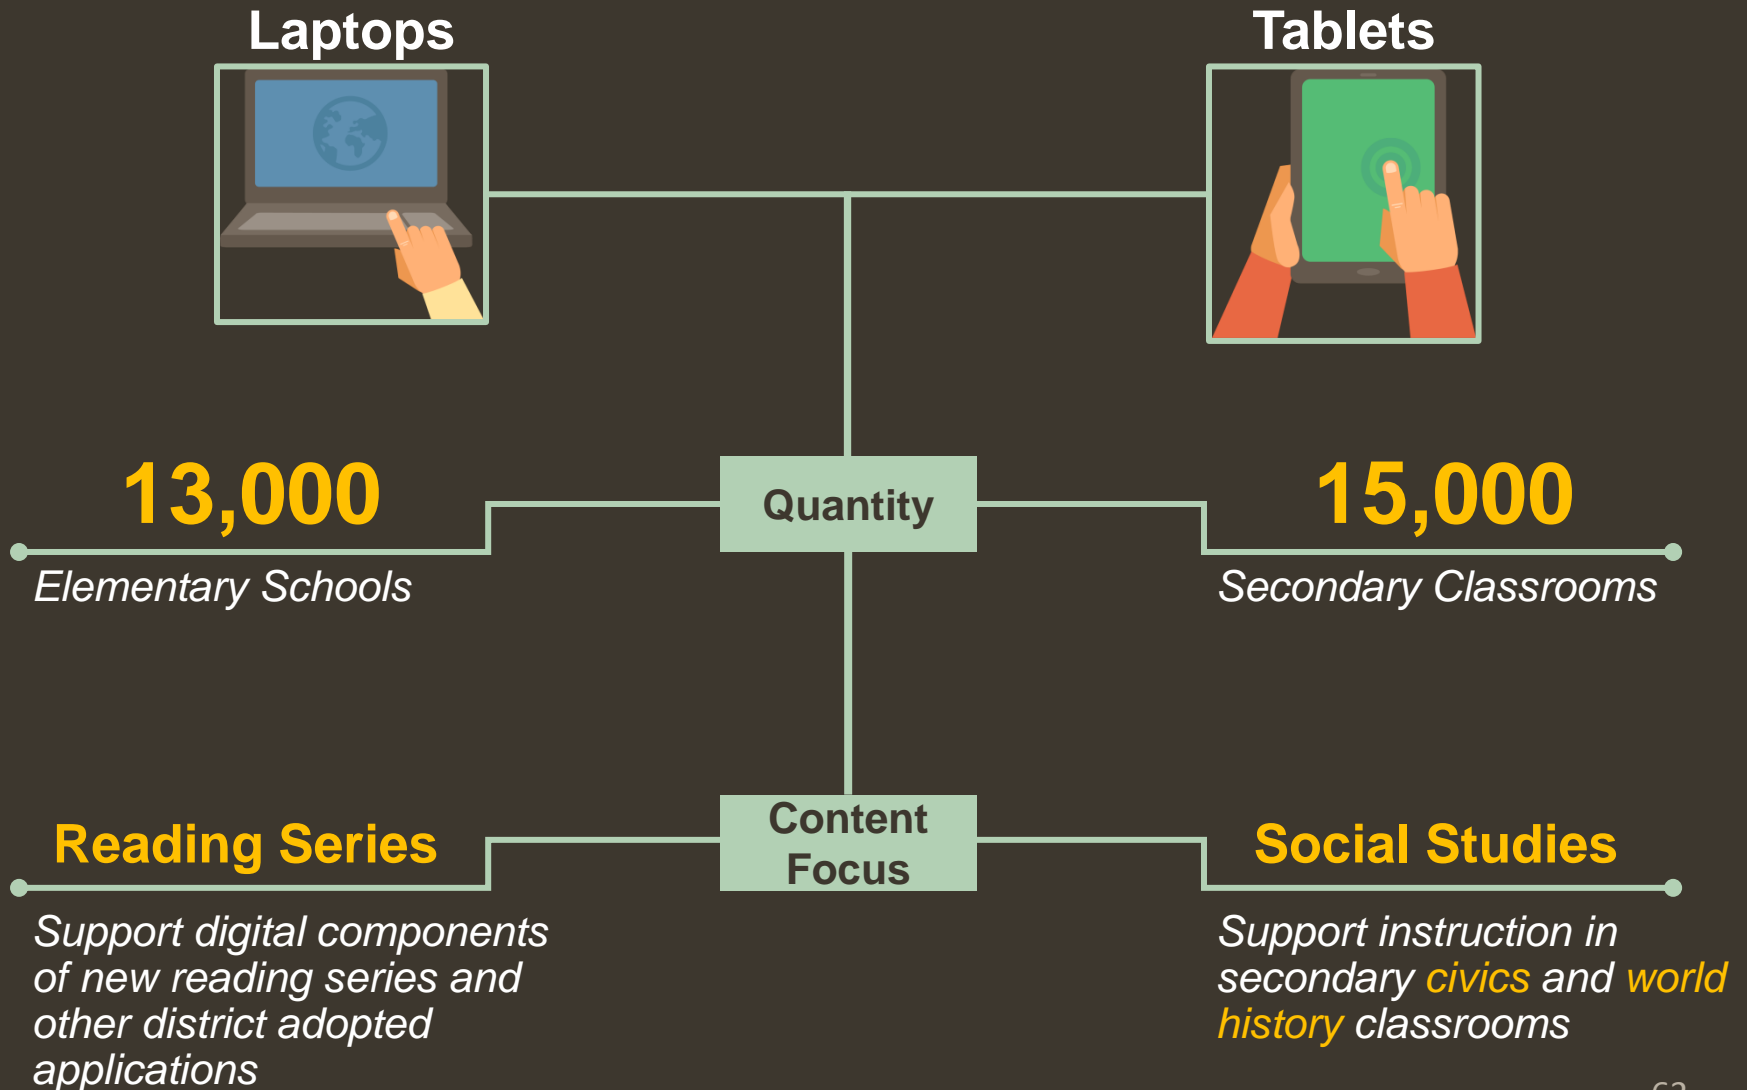 Laptops
Tablets
13,000
Quantity
15,000
Elementary Schools
Secondary Classrooms
Reading Series
Content
Focus
Social Studies
Support digital components
of new reading series and
other district adopted
applications
Support instruction in
secondary civics and world
history classrooms